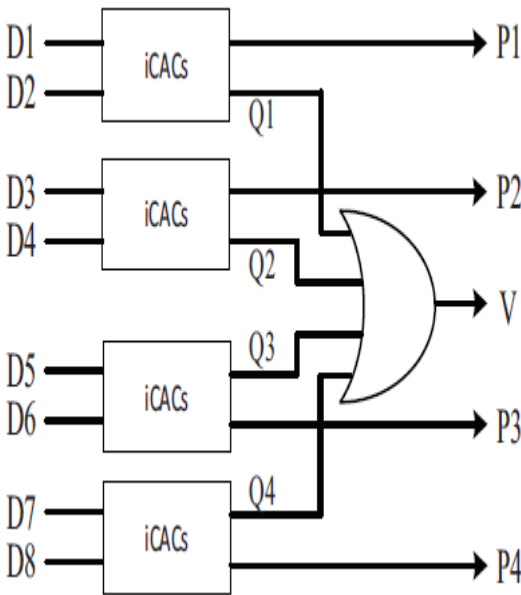 D1
iCACs
P1
D2
Q1
D3
iCACs
P2
D4
Q2
V
Q3
D5
iCACs
D6
P3
Q4
D7
iCACs
D8
P4